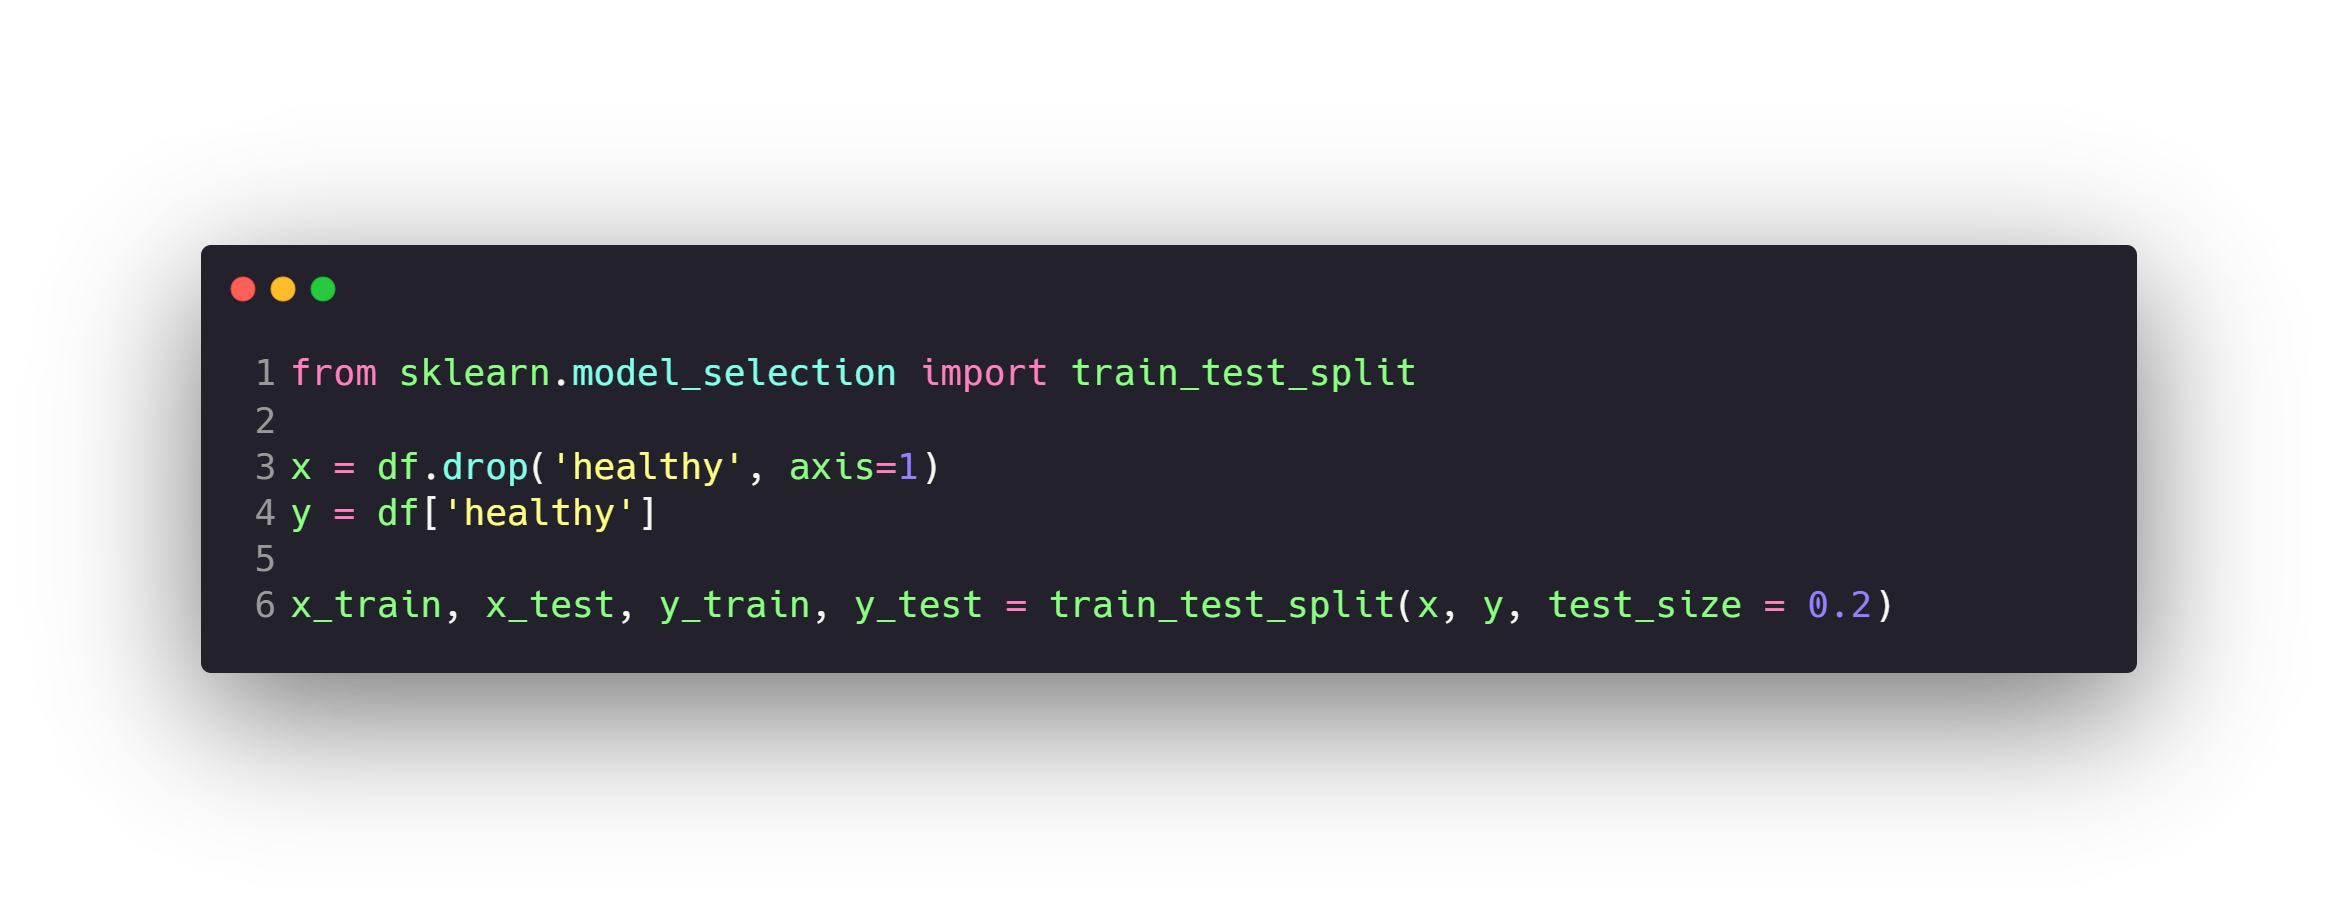 1 from sklearn.model_selection import train_test_split
2
3 x = df.drop('healthy', axis=1)
4 y = df['healthy']
5
6 x_train, x_test, y_train, y_test = train_test_split(x, y, test_size = 0.2)